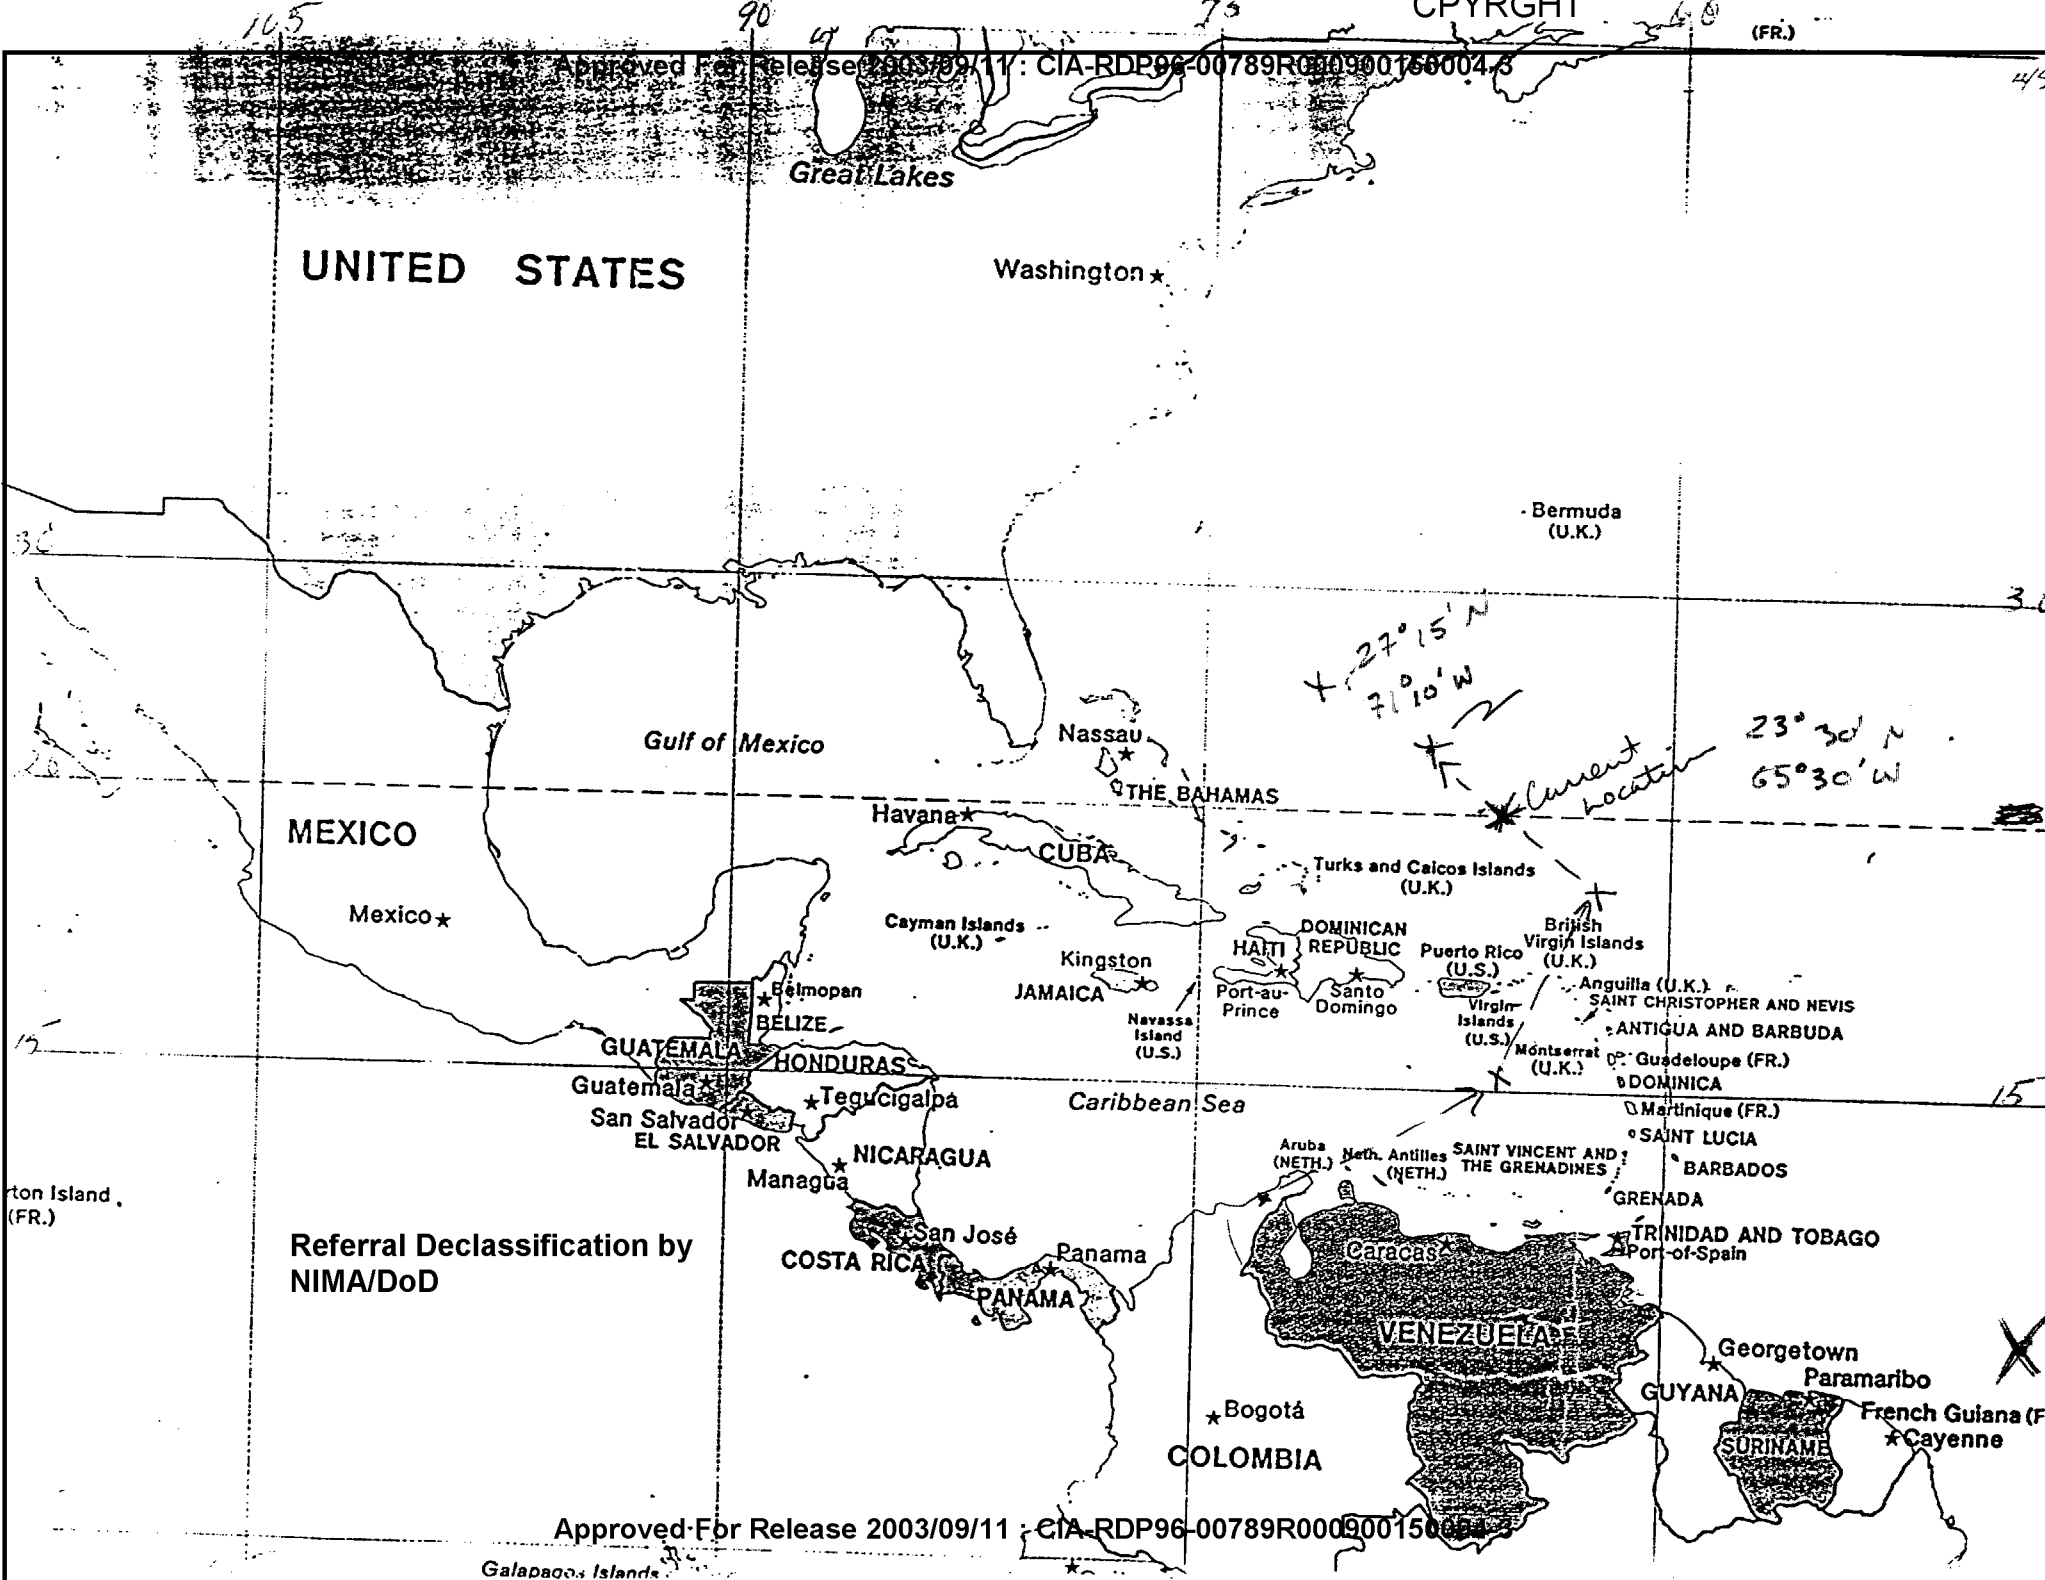 105
90
75
CPYRGHT
60
(FR.)
Approved For Release 2003/09/11 : CIA-RDP96-00789R000900150004-3
45
Great Lakes
UNITED STATES
Washington
Bermuda
(U.K.)
30
30
27°15'N
71°10'W
Nassau
Gulf of Mexico
23°30'N
65°30'W
Current
Location
THE BAHAMAS
Havana
MEXICO
CUBA
Turks and Caicos Islands
(U.K.)
Mexico
Cayman Islands
(U.K.)
HAITI
DOMINICAN
REPUBLIC
Puerto Rico
(U.S.)
British
Virgin Islands
(U.K.)
Kingston
JAMAICA
Port-au-
Prince
Santo
Domingo
Virgin
Islands
(U.S.)
Anguilla (U.K.)
SAINT CHRISTOPHER AND NEVIS
Belmopan
BELIZE
Navassa
Island
(U.S.)
ANTIGUA AND BARBUDA
15
GUATEMALA
HONDURAS
Montserrat
(U.K.)
Guadeloupe (FR.)
Guatemala
DOMINICA
Tegucigalpa
Caribbean Sea
15
San Salvador
EL SALVADOR
Martinique (FR.)
SAINT LUCIA
NICARAGUA
Managua
Aruba
(NETH.)
Neth. Antilles
(NETH.)
SAINT VINCENT AND
THE GRENADINES
BARBADOS
rton Island
(FR.)
GRENADA
Referral Declassification by
NIMA/DoD
San José
COSTA RICA
Panama
PANAMA
Caracas
TRINIDAD AND TOBAGO
Port-of-Spain
VENEZUELA
Georgetown
GUYANA
Paramaribo
Bogotá
COLOMBIA
French Guiana (F
SURINAME
Cayenne
Approved For Release 2003/09/11 : CIA-RDP96-00789R000900150004-3
Galapagos Islands